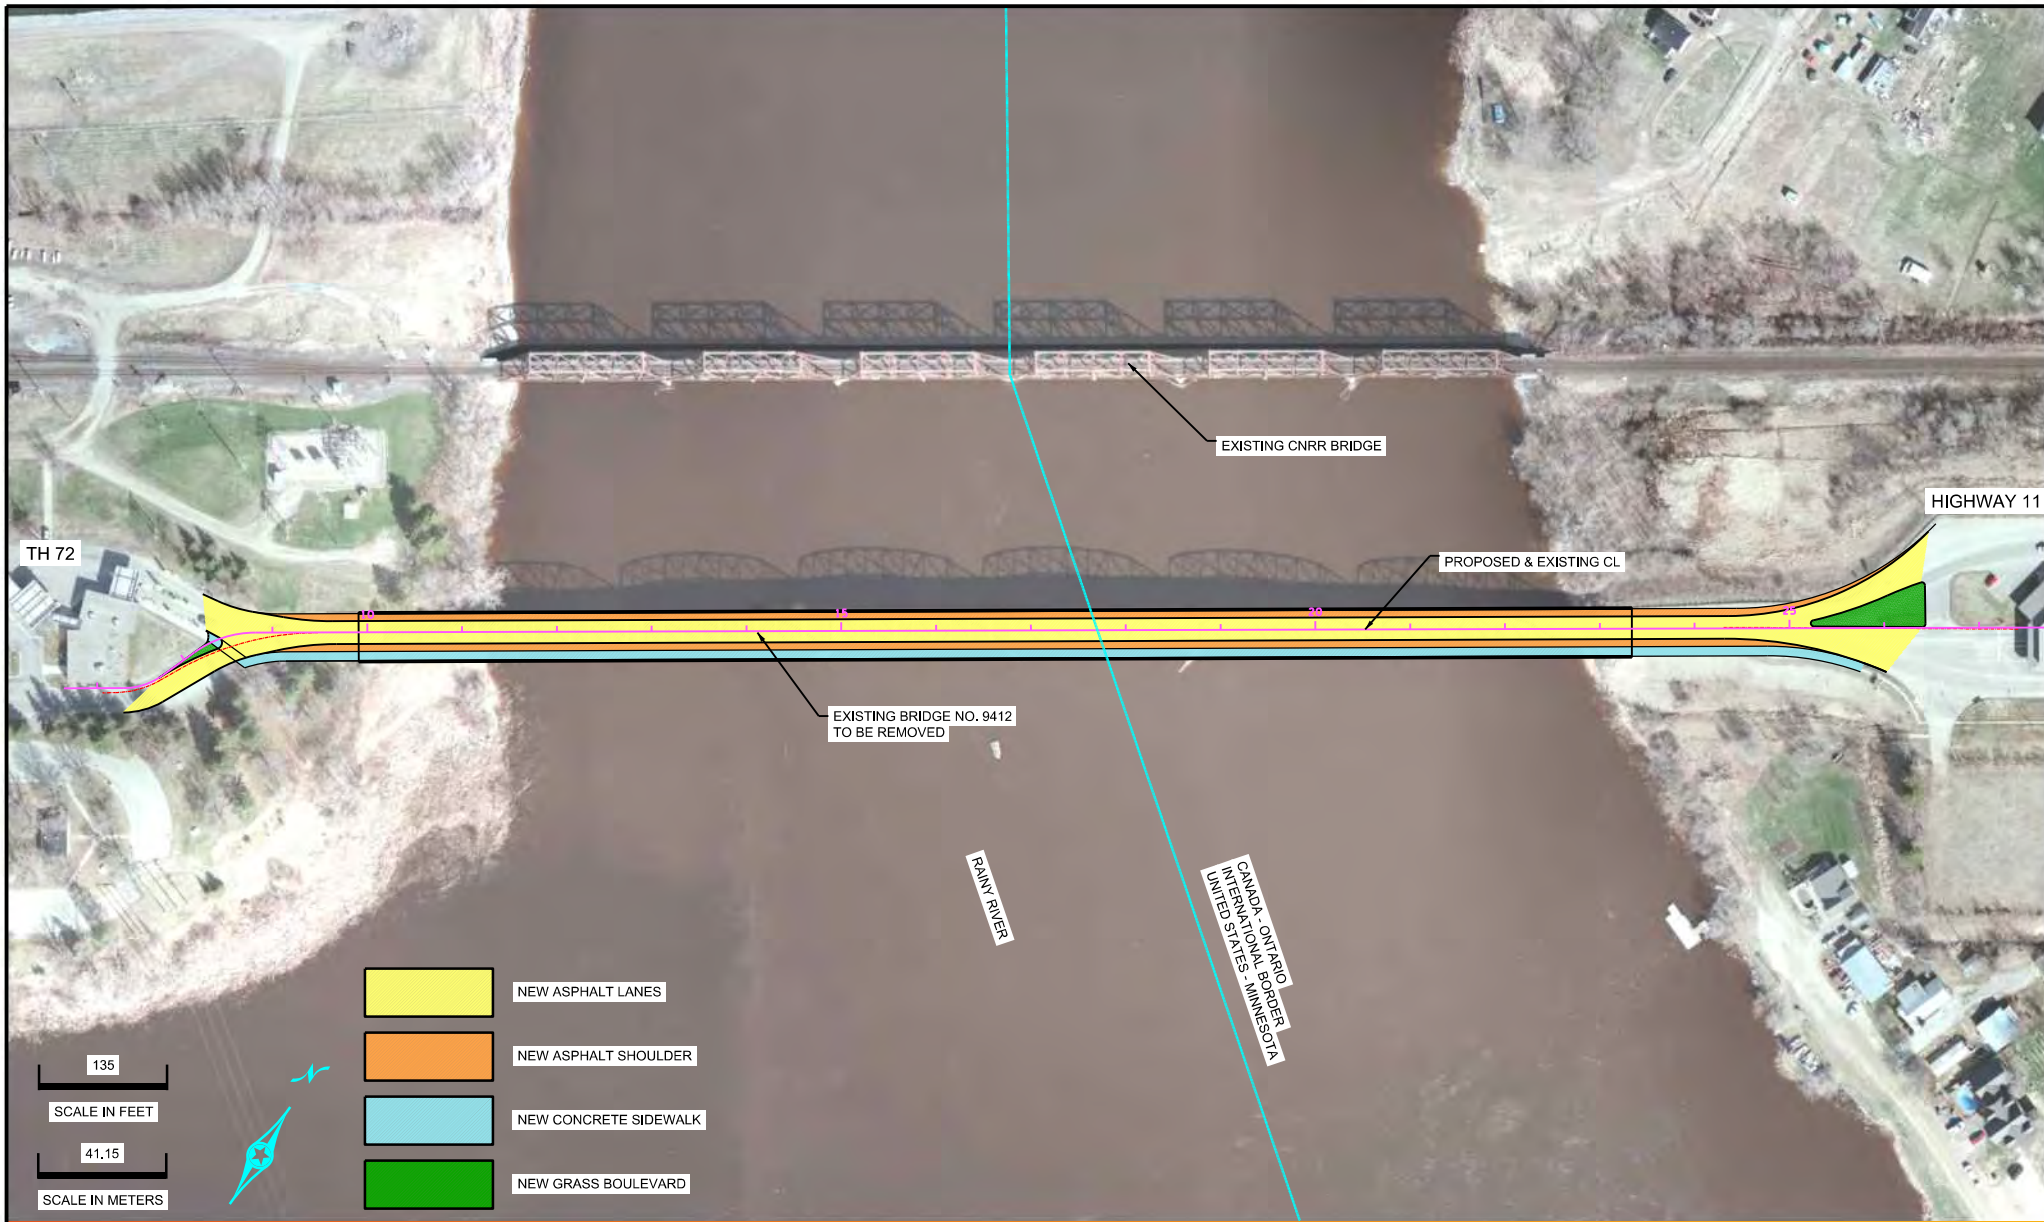 EXISTING CNRR BRIDGE
HIGHWAY 11
TH 72
PROPOSED & EXISTING CL
10
15
20
25
EXISTING BRIDGE NO. 9412
TO BE REMOVED
RAINY RIVER
CANADA - ONTARIO
INTERNATIONAL BORDER
UNITED STATES - MINNESOTA
NEW ASPHALT LANES
NEW ASPHALT SHOULDER
NEW CONCRETE SIDEWALK
NEW GRASS BOULEVARD
135
SCALE IN FEET
41.15
SCALE IN METERS
N